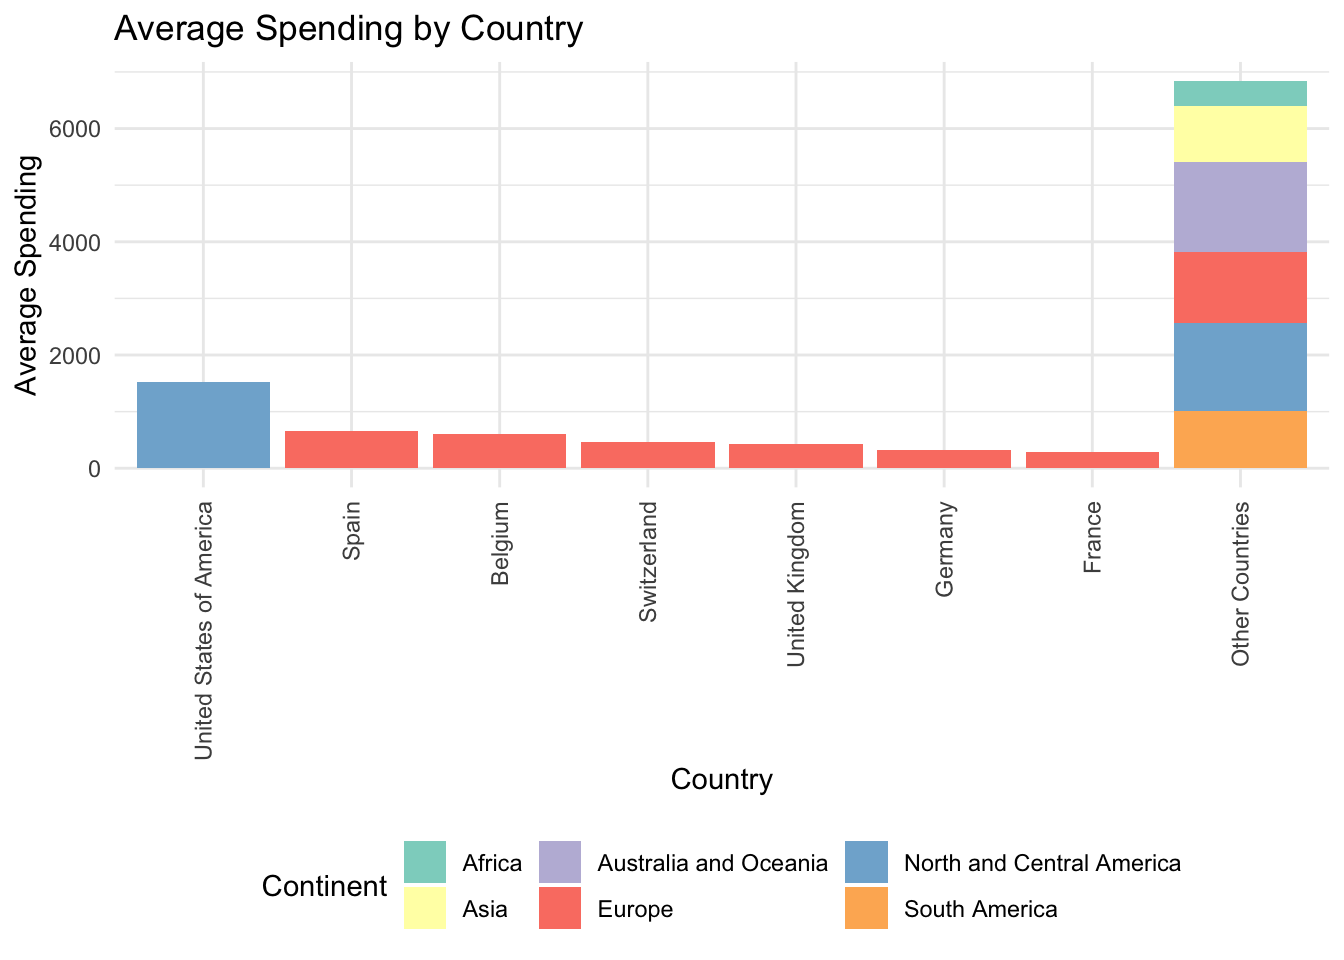 Average Spending by Country
Average Spending
6000
4000
2000
0
United States of America
Spain
Belgium
Switzerland
United Kingdom
Germany
France
Other Countries
Country
Continent
Africa
Australia and Oceania
North and Central America
Asia
Europe
South America